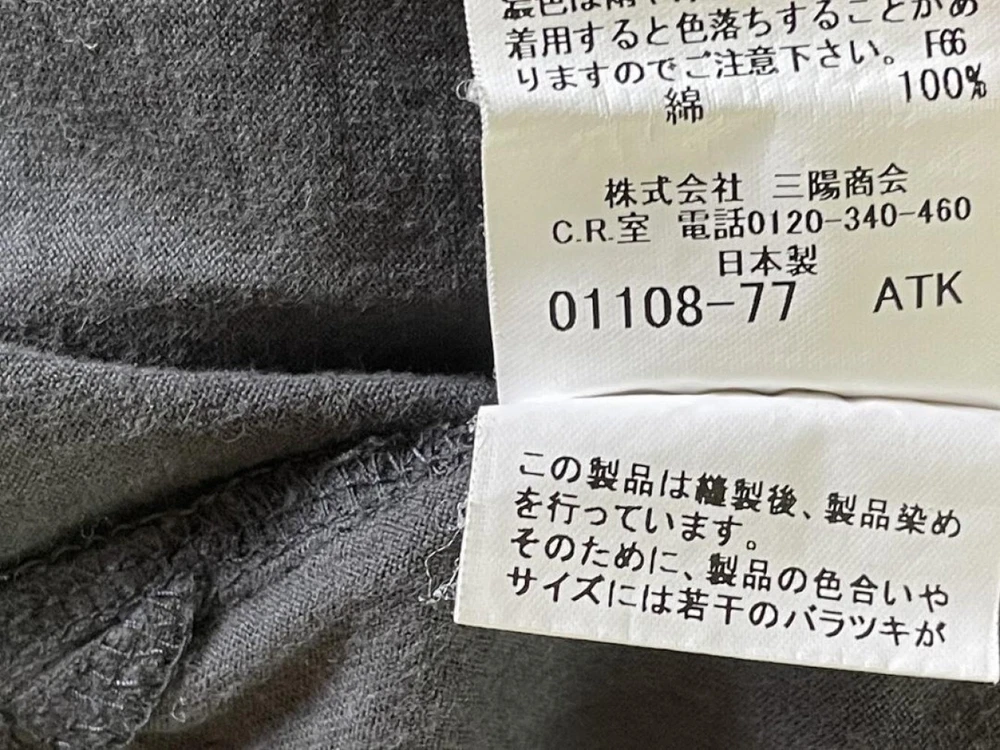 濃色は雨や
着用すると色落ちすることがあ
りますのでご注意下さい。 F66
綿 100%
株式会社 三陽商会
C.R.室 電話0120-340-460
日本製
01108-77 ATK
この製品は縫製後、製品染め
を行っています。
そのために、製品の色合いや
サイズには若干のバラツキが